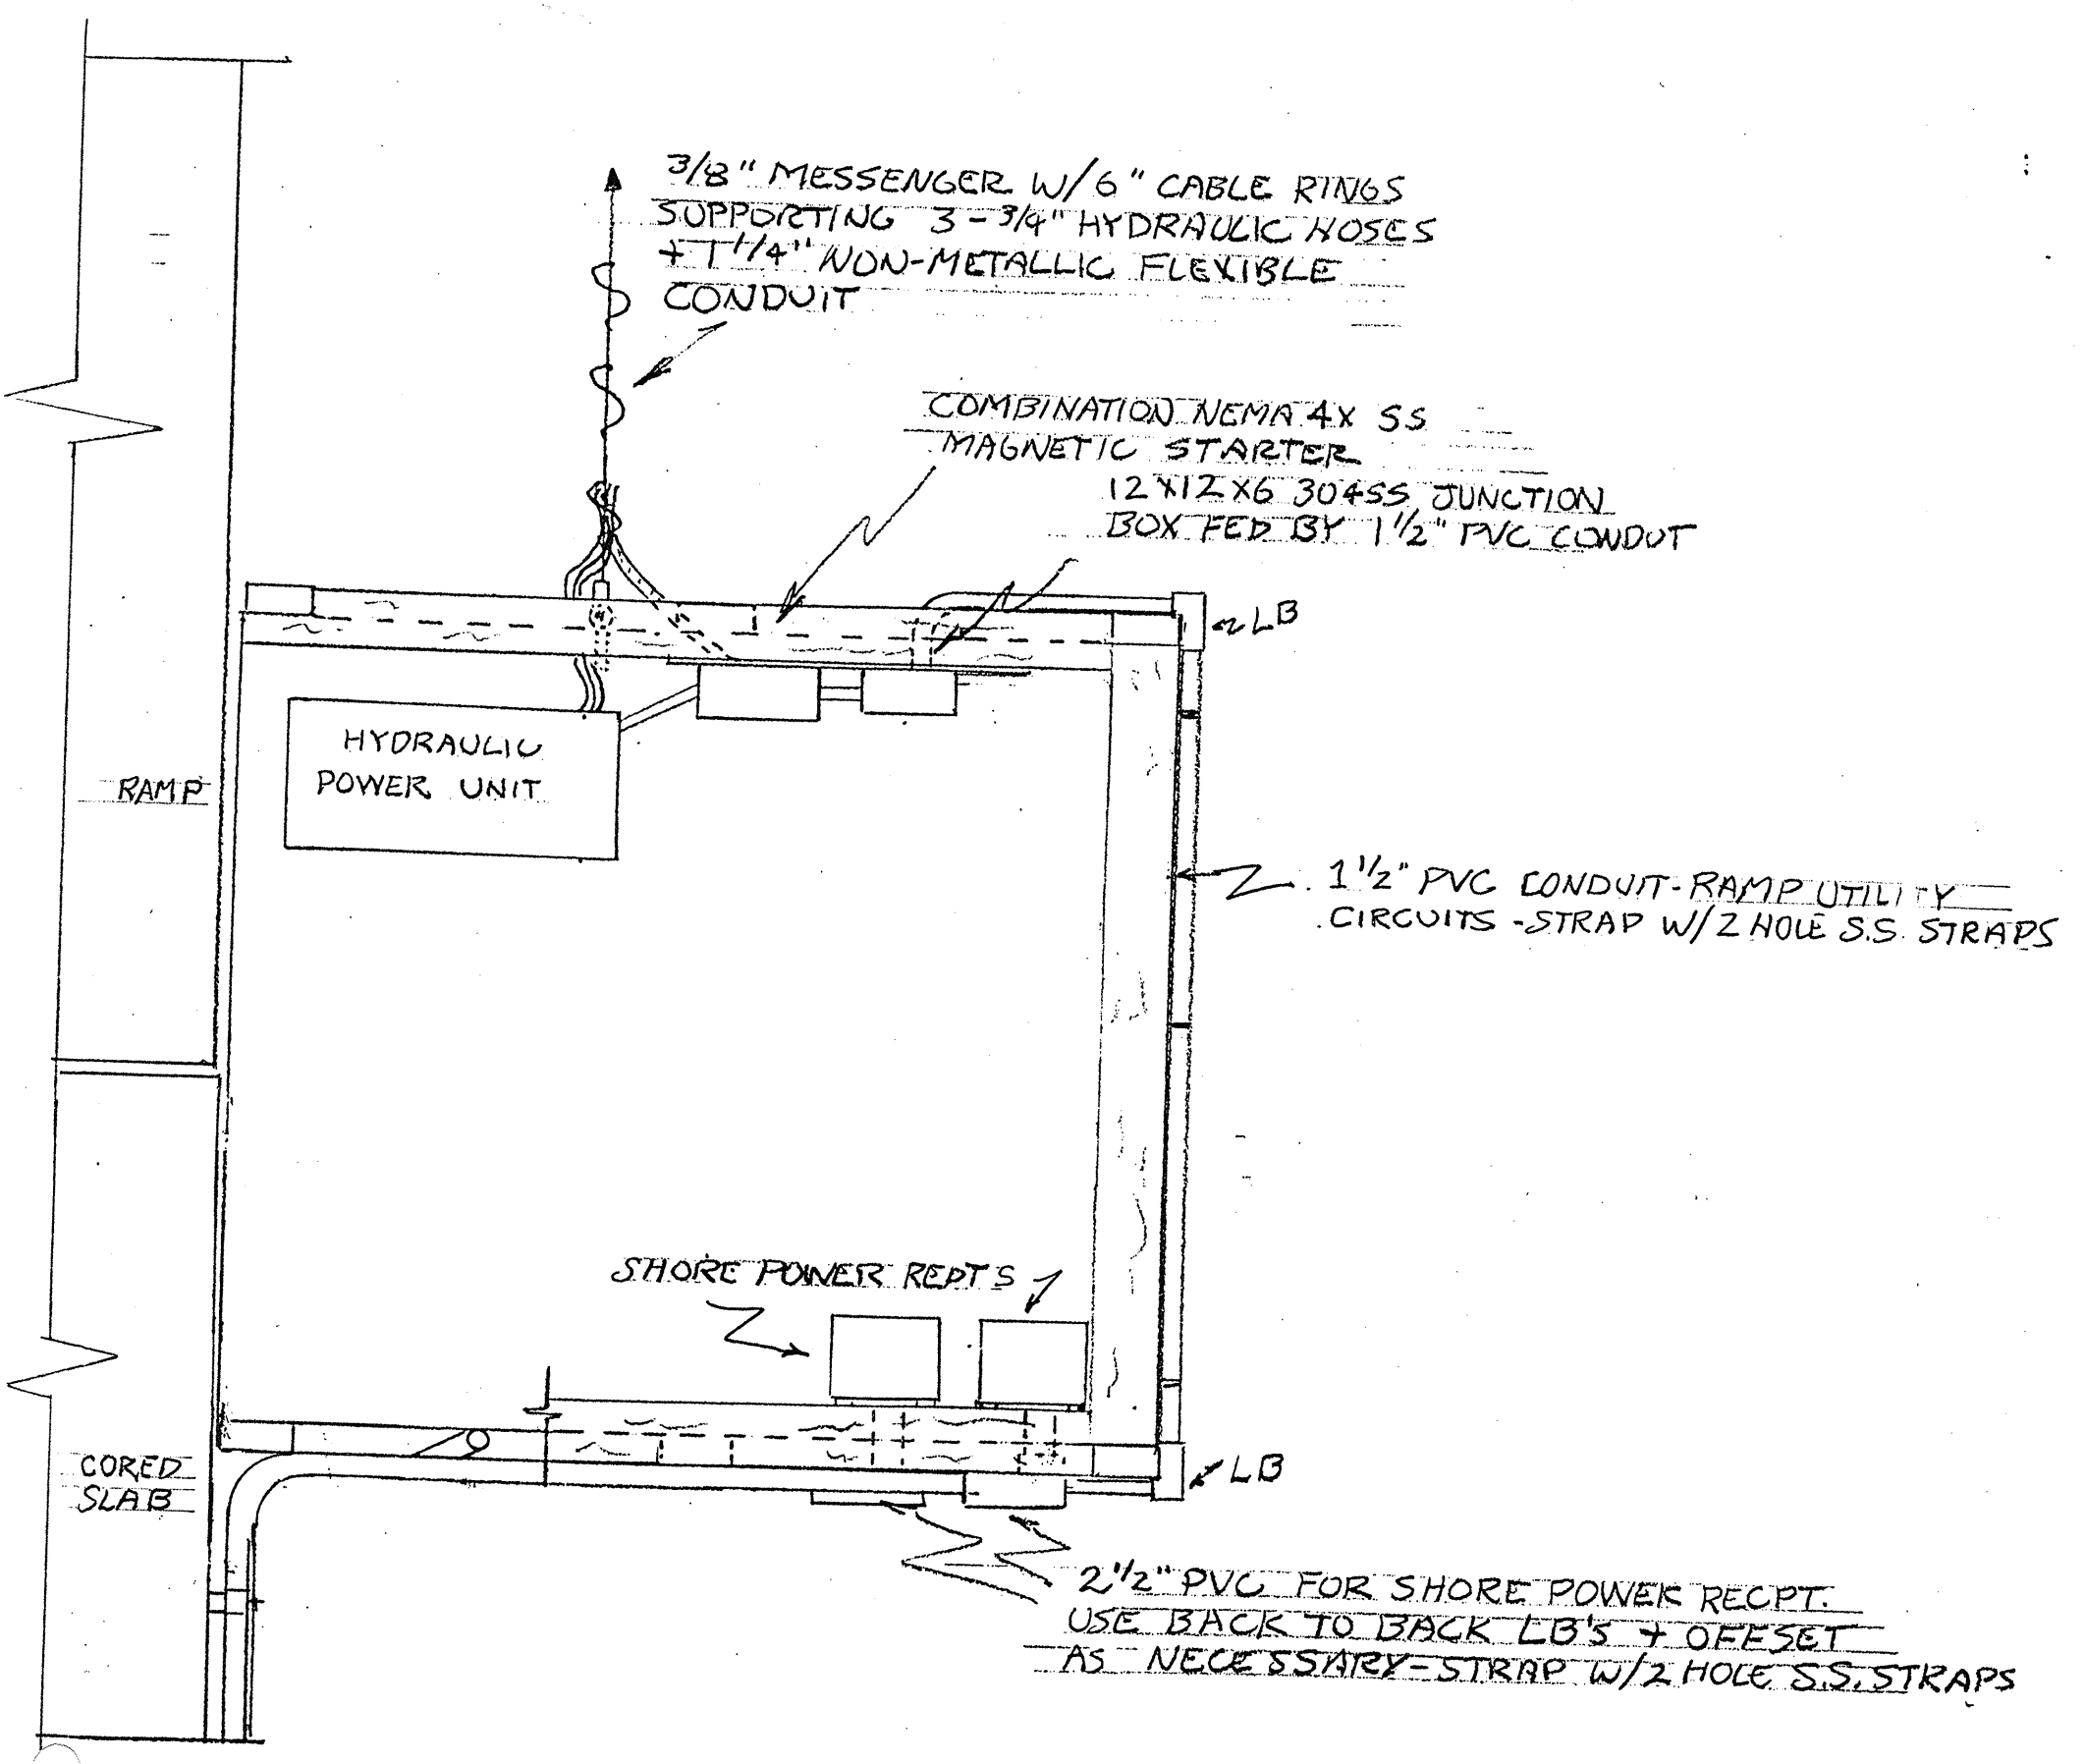 3/8" MESSENGER W/6" CABLE RINGS
SUPPORTING 3-3/4" HYDRAULIC HOSES
+ 1 1/4" NON-METALLIC FLEXIBLE
CONDUIT
COMBINATION NEMA 4X SS
MAGNETIC STARTER
12X12X6 304SS JUNCTION
BOX FED BY 1 1/2" PVC CONDUT
LB
HYDRAULIC
POWER UNIT
RAMP
1 1/2" PVC CONDUIT-RAMP UTILITY
CIRCUITS-STRAP W/2 HOLE S.S. STRAPS
SHORE POWER REPTS
CORED
SLAB
LB
2 1/2" PVC FOR SHORE POWER RECPT.
USE BACK TO BACK LB'S + OFFSET
AS NECESSARY-STRAP W/2 HOLE S.S. STRAPS